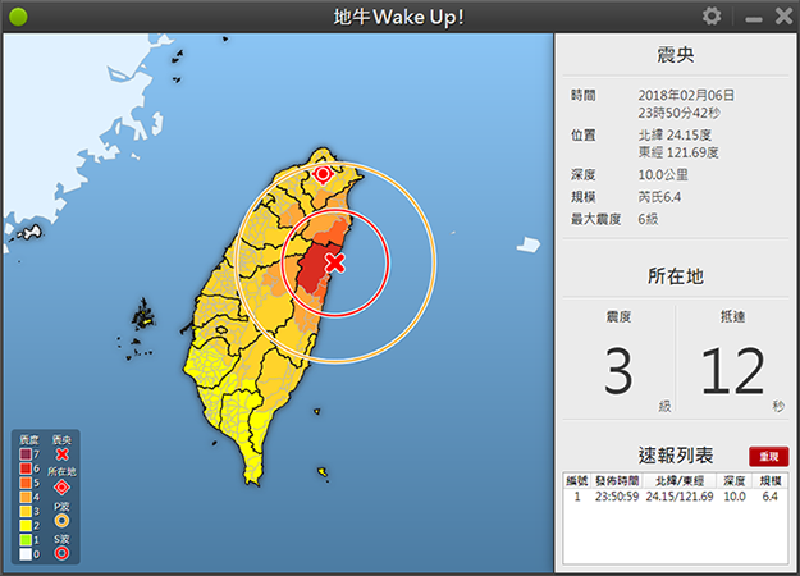 地牛Wake Up!
震央
時間 2018年02月06日
23時50分42秒
位置 北緯 24.15度
東經 121.69度
深度 10.0公里
規模 芮氏6.4
最大震度 6級
所在地
震度 抵達
3 級 12 秒
速報列表 重現
編號 發佈時間 北緯/東經 深度 規模
1 23:50:59 24.15/121.69 10.0 6.4
震度 震央
7
6 所在地
5
4 P波
3
2 S波
1
0